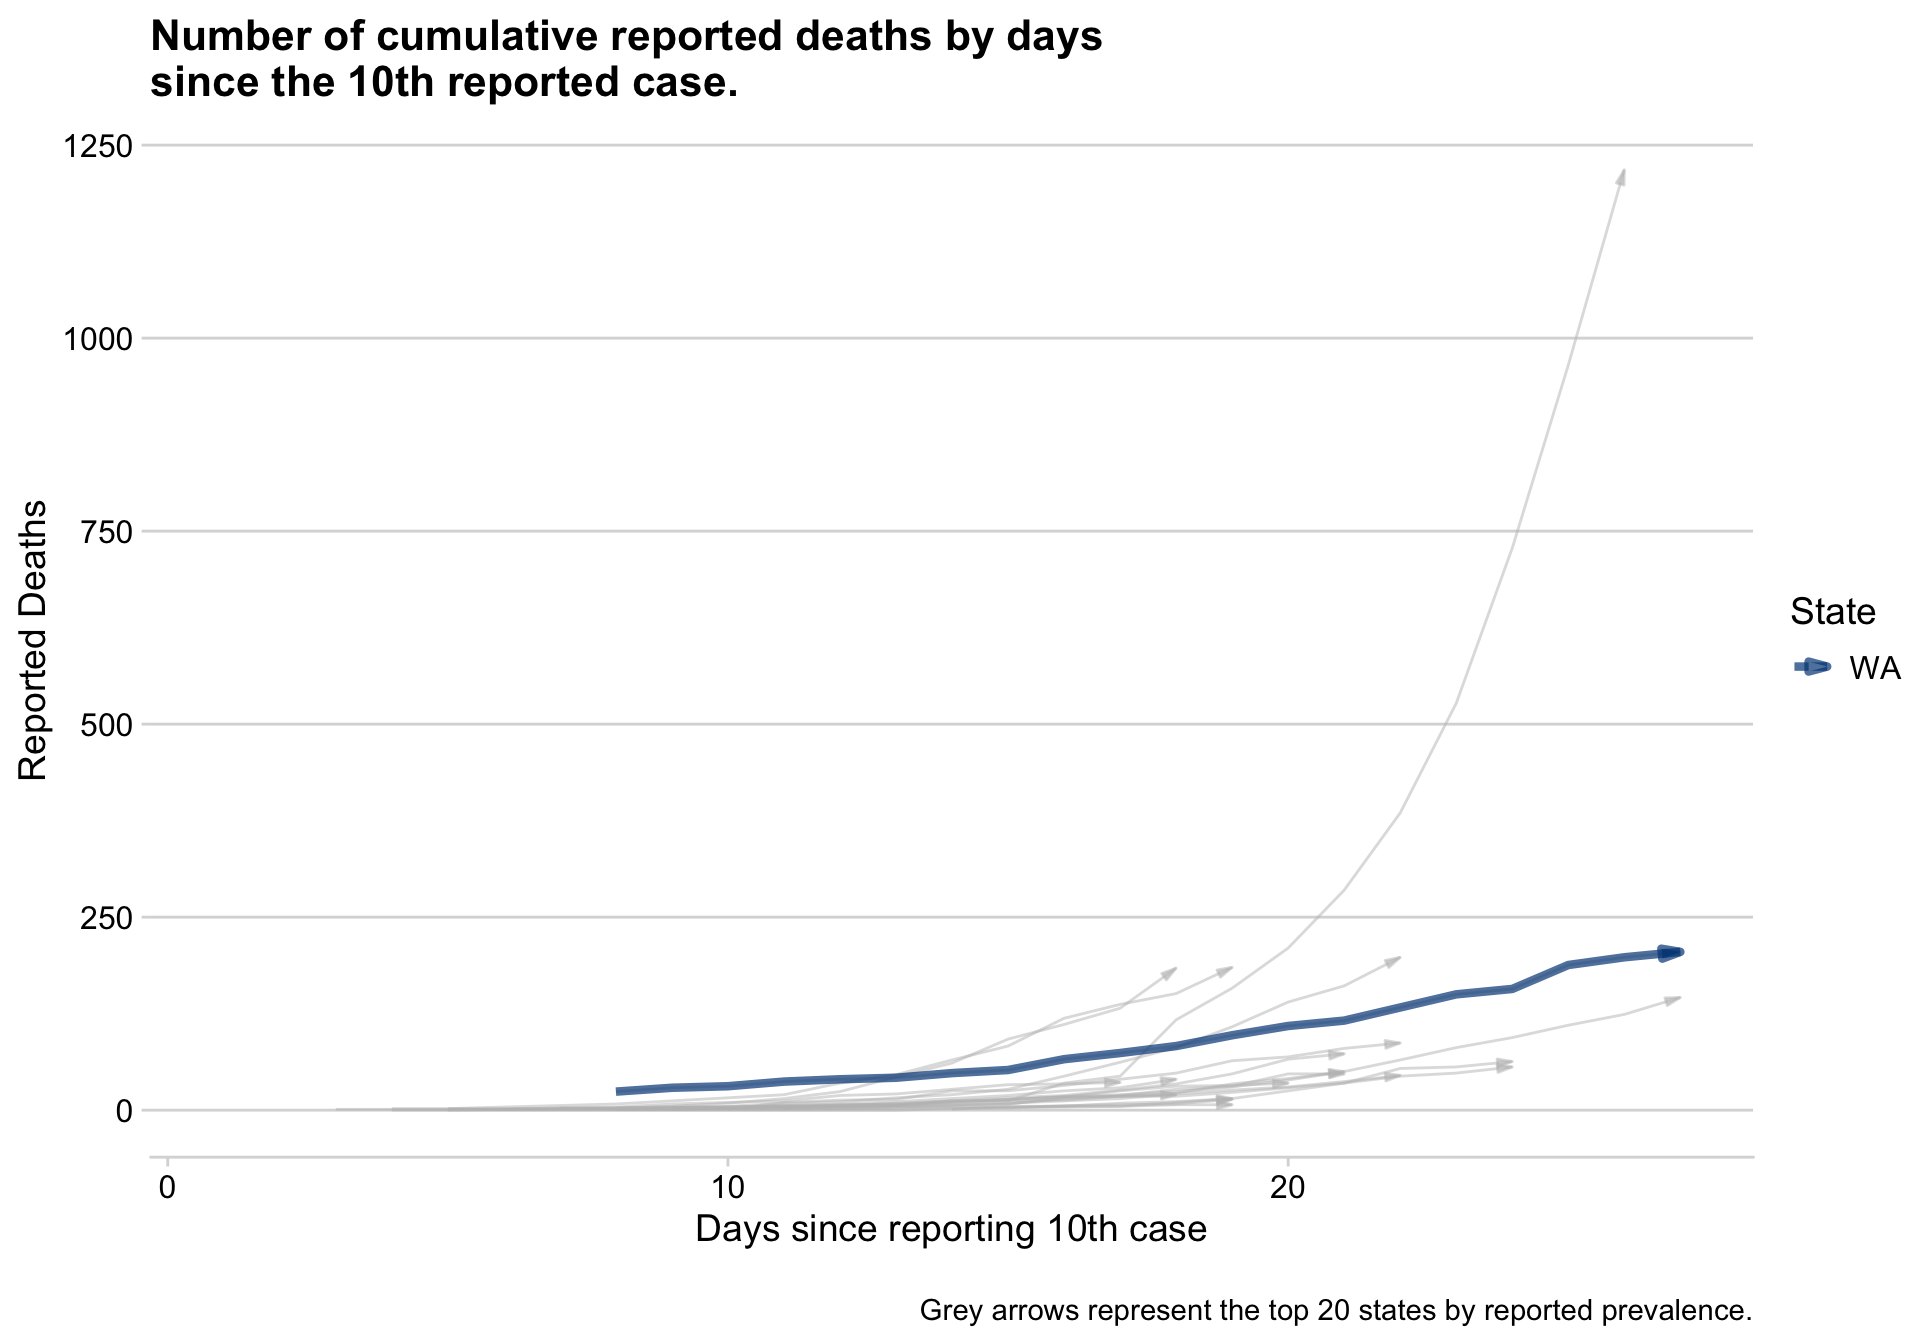 Number of cumulative reported deaths by days
since the 10th reported case.
1250
1000
750
500
250
0
Reported Deaths
0
10
20
Days since reporting 10th case
State
WA
Grey arrows represent the top 20 states by reported prevalence.